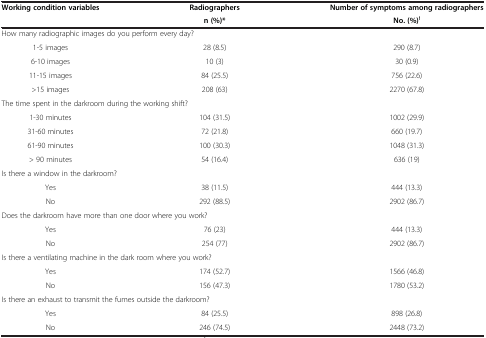 Working condition variables Radiographers Number of symptoms among radiographers
n (%)* No. (%)ⁱ
How many radiographic images do you perform every day?
1-5 images 28 (8.5) 290 (8.7)
6-10 images 10 (3) 30 (0.9)
11-15 images 84 (25.5) 756 (22.6)
>15 images 208 (63) 2270 (67.8)
The time spent in the darkroom during the working shift?
1-30 minutes 104 (31.5) 1002 (29.9)
31-60 minutes 72 (21.8) 660 (19.7)
61-90 minutes 100 (30.3) 1048 (31.3)
> 90 minutes 54 (16.4) 636 (19)
Is there a window in the darkroom?
Yes 38 (11.5) 444 (13.3)
No 292 (88.5) 2902 (86.7)
Does the darkroom have more than one door where you work?
Yes 76 (23) 444 (13.3)
No 254 (77) 2902 (86.7)
Is there a ventilating machine in the dark room where you work?
Yes 174 (52.7) 1566 (46.8)
No 156 (47.3) 1780 (53.2)
Is there an exhaust to transmit the fumes outside the darkroom?
Yes 84 (25.5) 898 (26.8)
No 246 (74.5) 2448 (73.2)